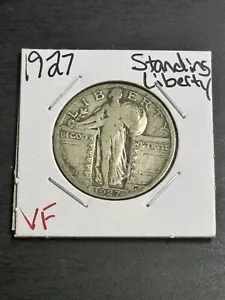 1927
Standing
Liberty
LIBERTY
IN GOD WE
TRUST
1927
VF